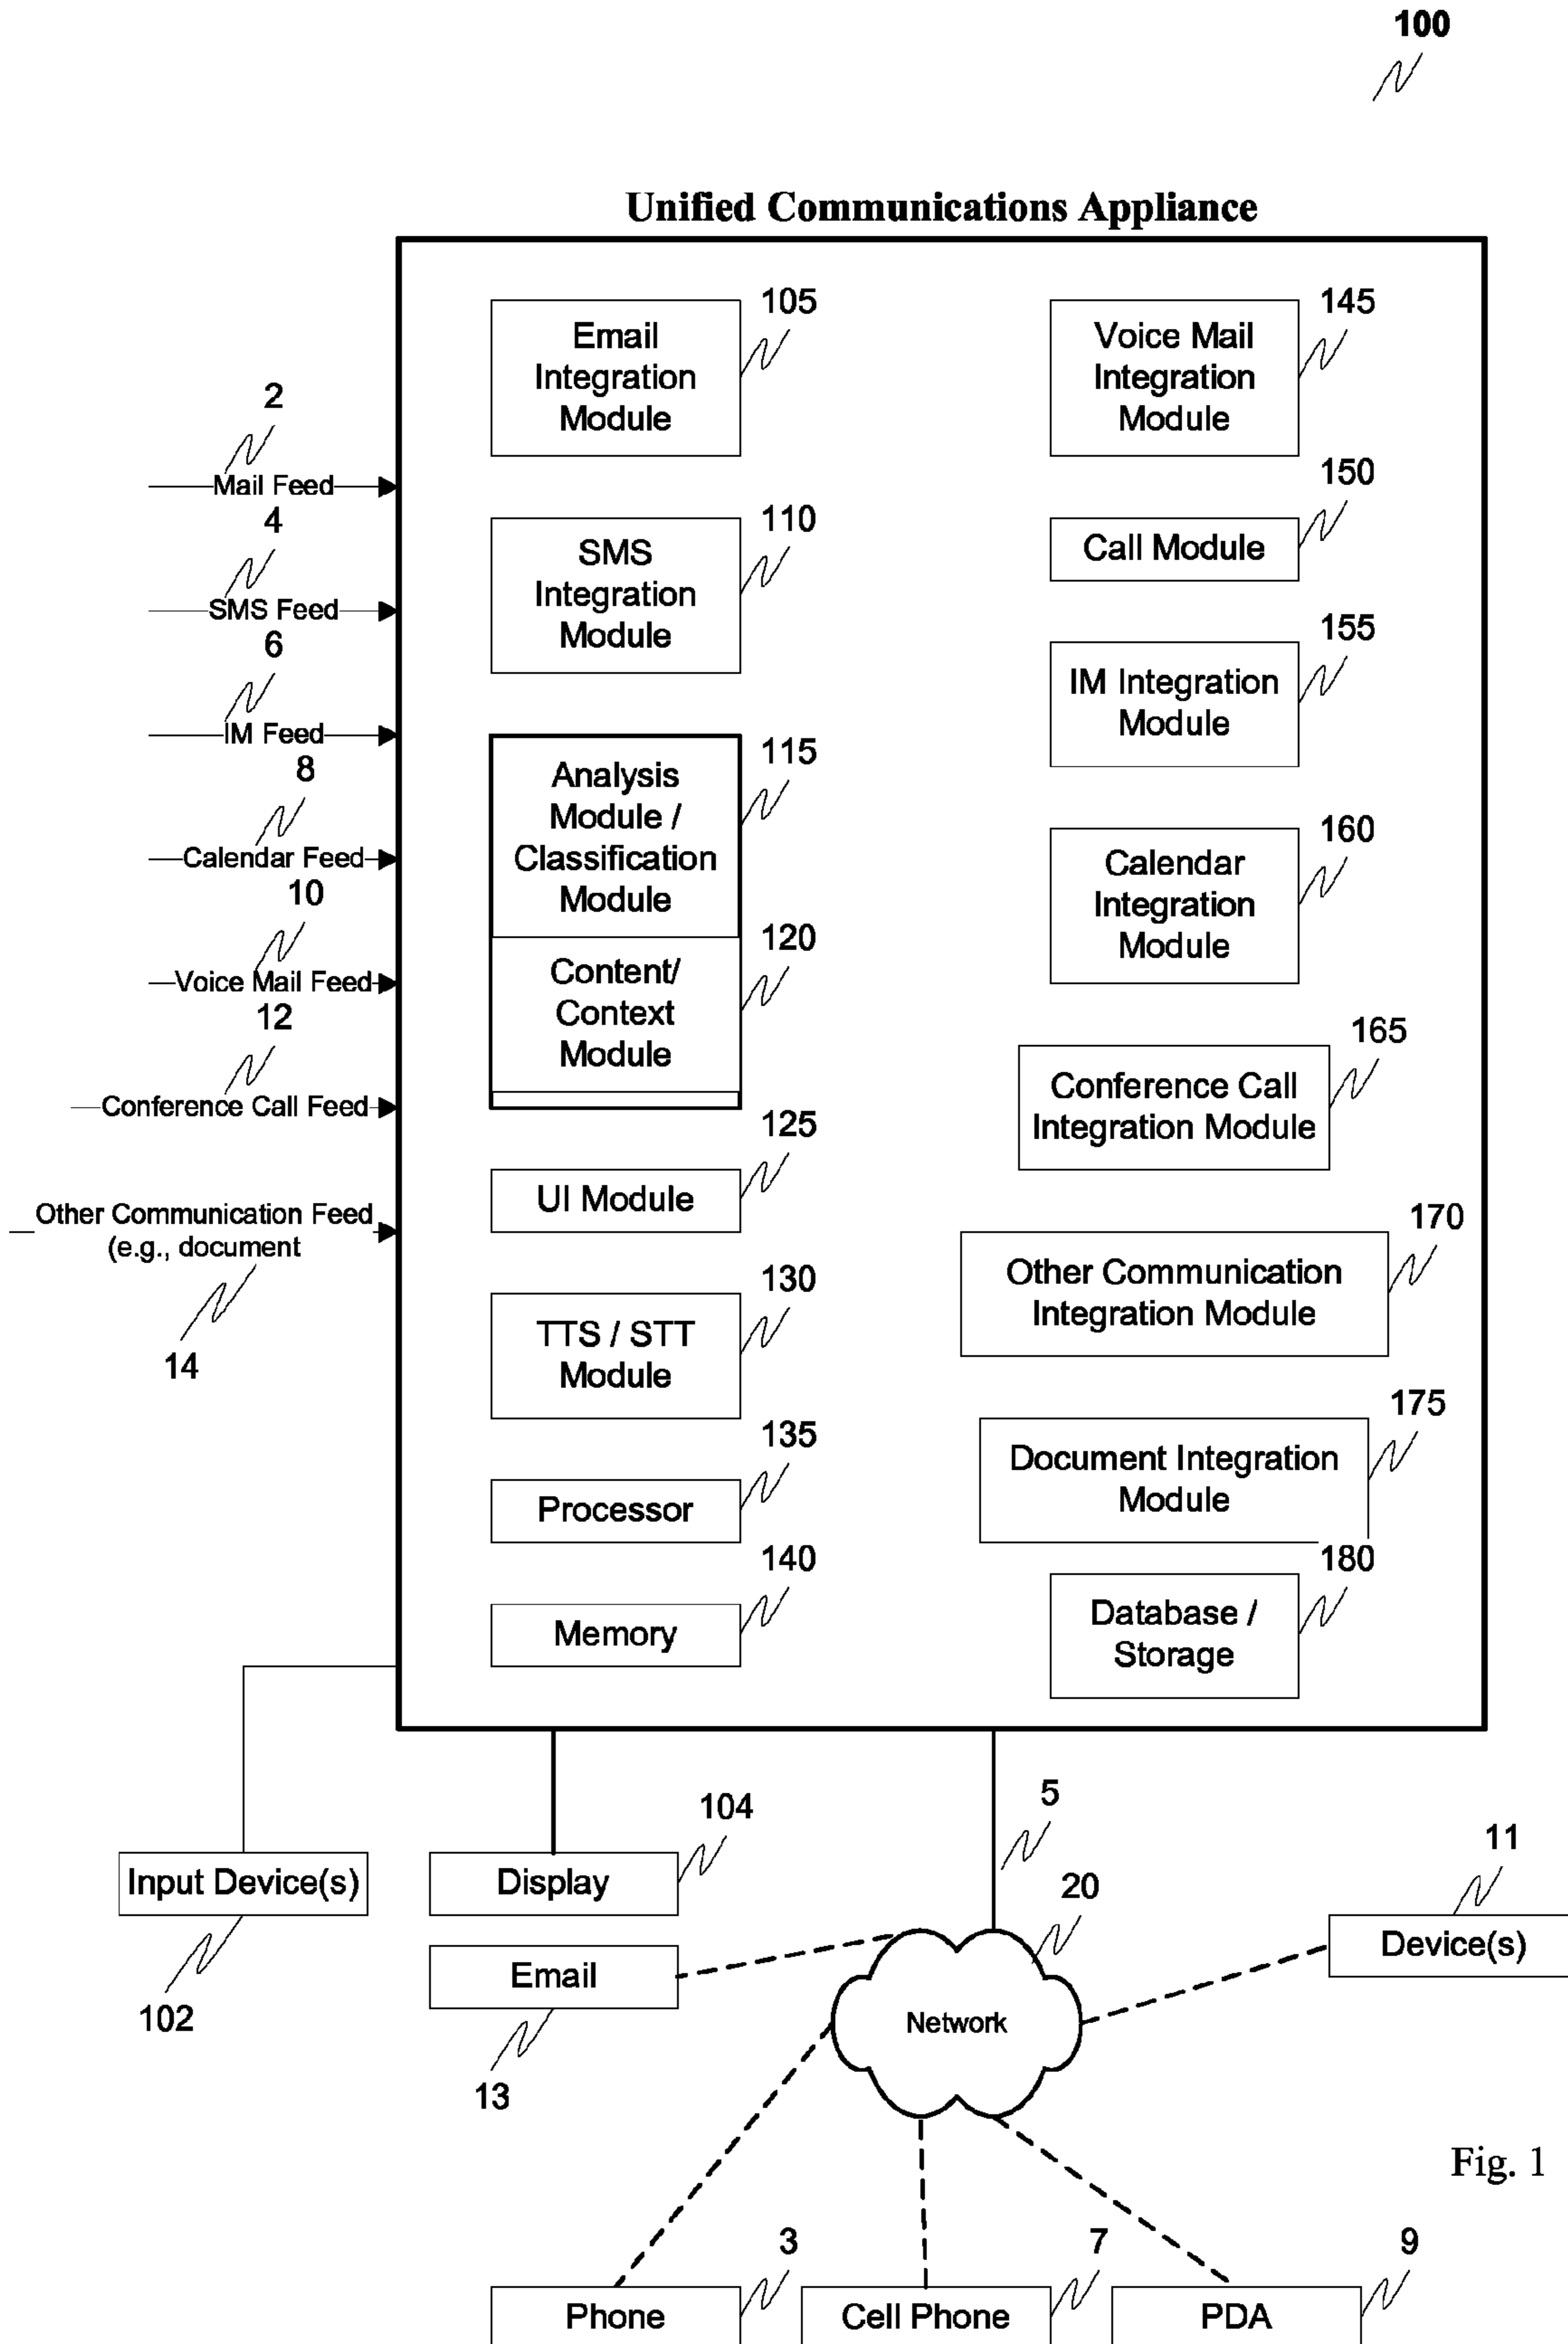 100
Unified Communications Appliance
105
Email
Integration
Module
145
Voice Mail
Integration
Module
2
Mail Feed
4
SMS Feed
6
IM Feed
8
Calendar Feed
10
Voice Mail Feed
12
Conference Call Feed
Other Communication Feed
(e.g., document
14
110
SMS
Integration
Module
150
Call Module
155
IM Integration
Module
115
Analysis
Module /
Classification
Module
120
Content/
Context
Module
160
Calendar
Integration
Module
165
Conference Call
Integration Module
125
UI Module
170
Other Communication
Integration Module
130
TTS / STT
Module
175
Document Integration
Module
135
Processor
180
Database /
Storage
140
Memory
Input Device(s)
102
104
Display
5
20
11
Device(s)
Email
13
Network
Fig. 1
3
Phone
7
Cell Phone
9
PDA